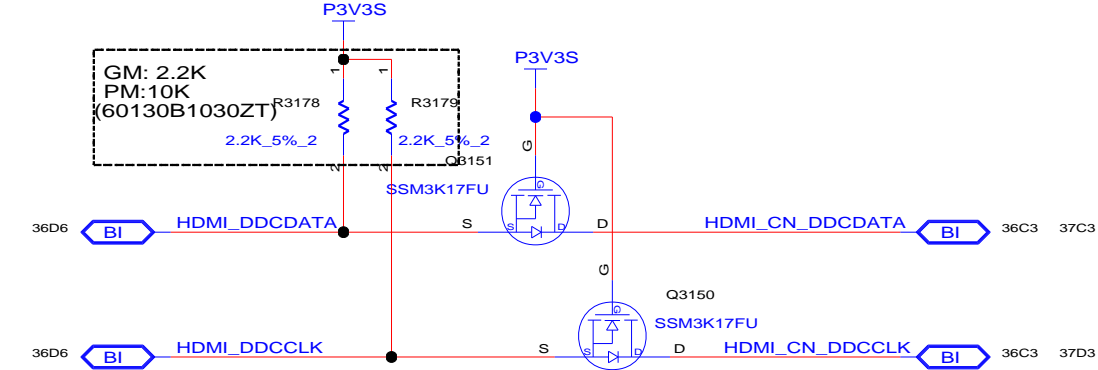 P3V3S
P3V3S
GM: 2.2K
PM:10K
(60130B1030ZT)
1
1
R3178
R3179
2.2K_5%_2
2.2K_5%_2
2
2
Q3151
SSM3K17FU
G
G
S
D
36D6
BI
HDMI_DDCDATA
S
D
HDMI_CN_DDCDATA
BI
36C3
37C3
G
Q3150
SSM3K17FU
G
S
D
36D6
BI
HDMI_DDCCLK
S
D
HDMI_CN_DDCCLK
BI
36C3
37D3